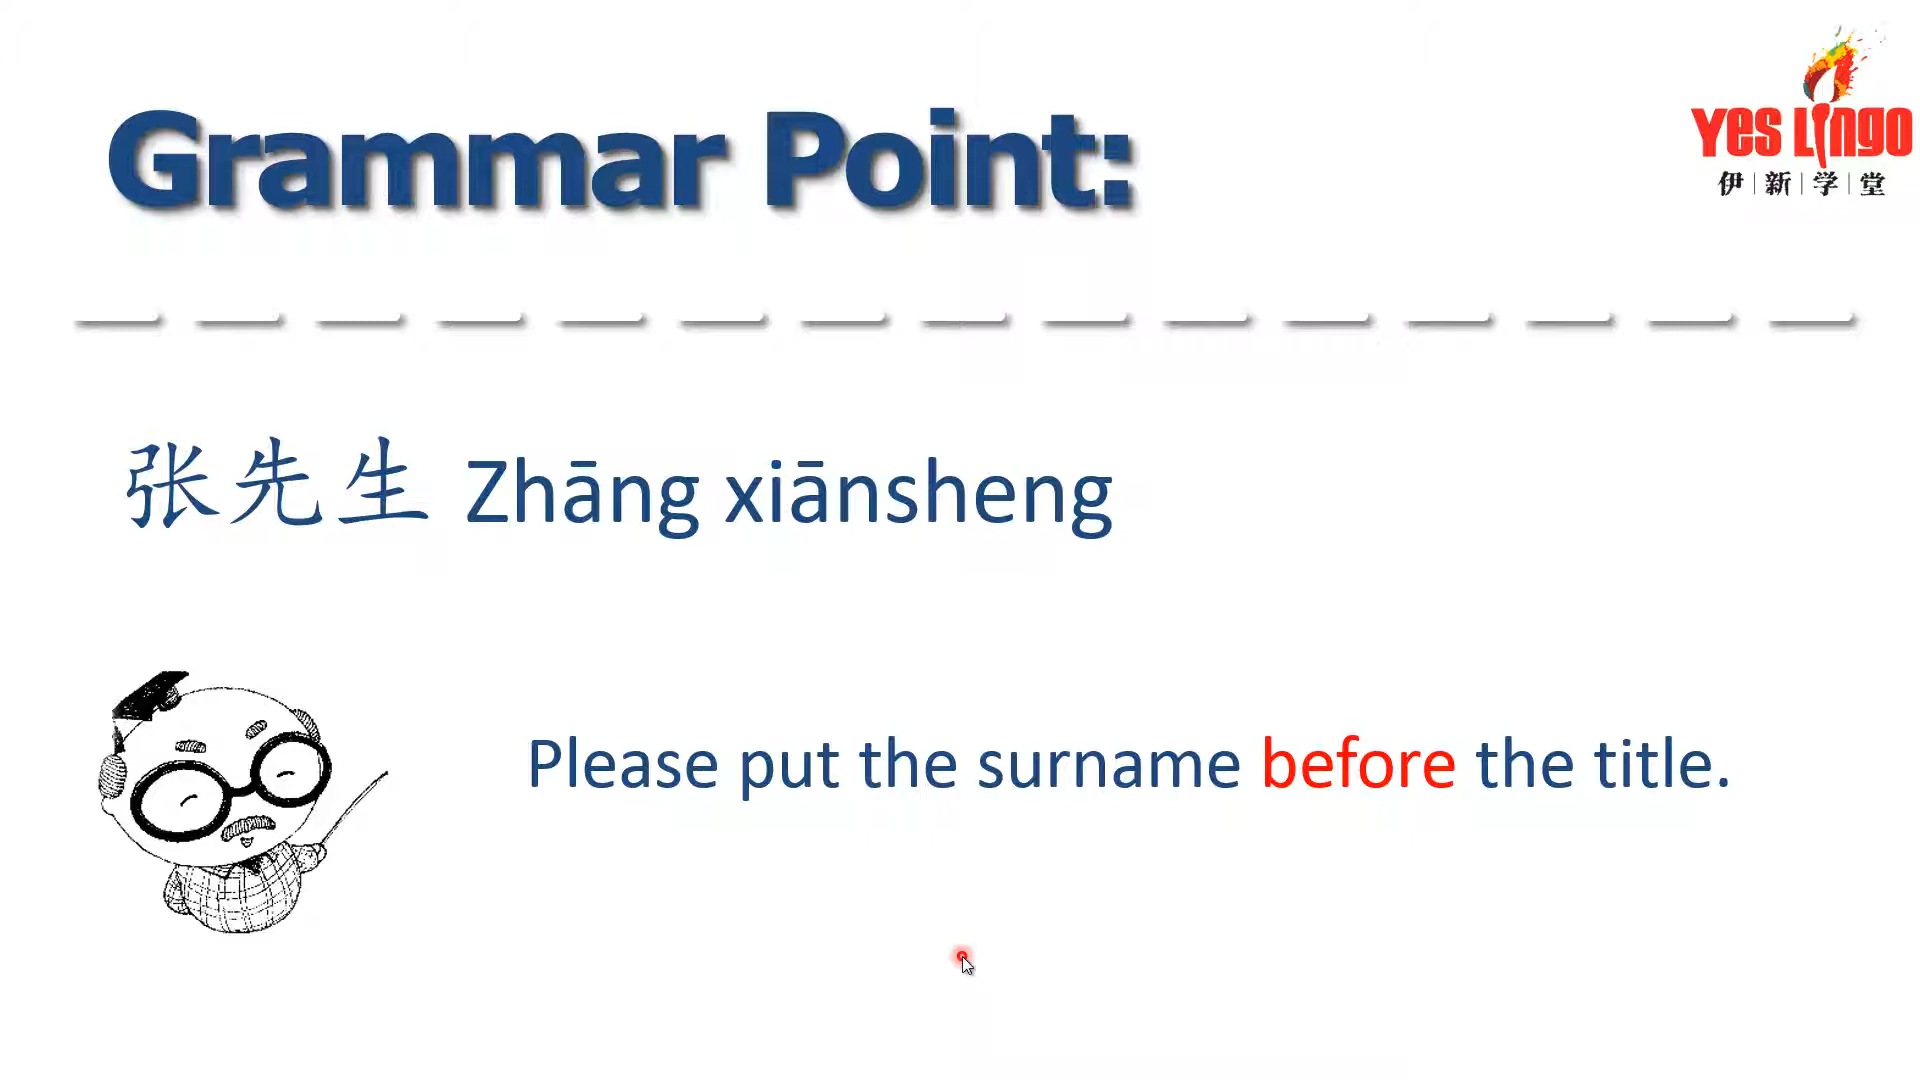 Grammar Point:
Yes Lingo
伊|新|学|堂
张先生 Zhāng xiānsheng
Please put the surname before the title.